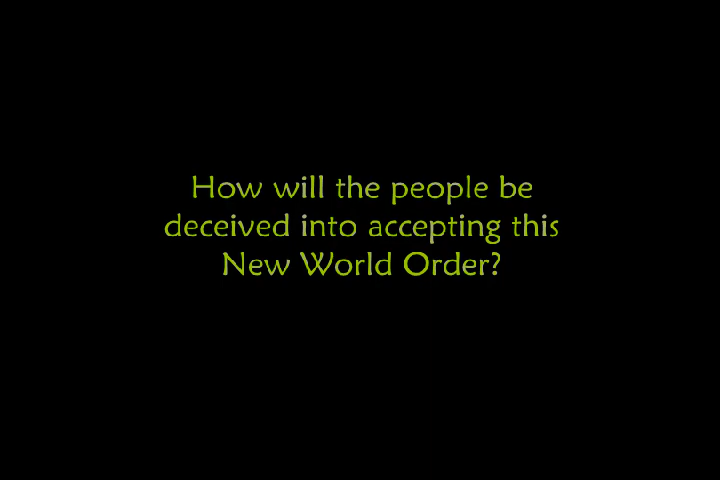 How will the people be
deceived into accepting this
New World Order?